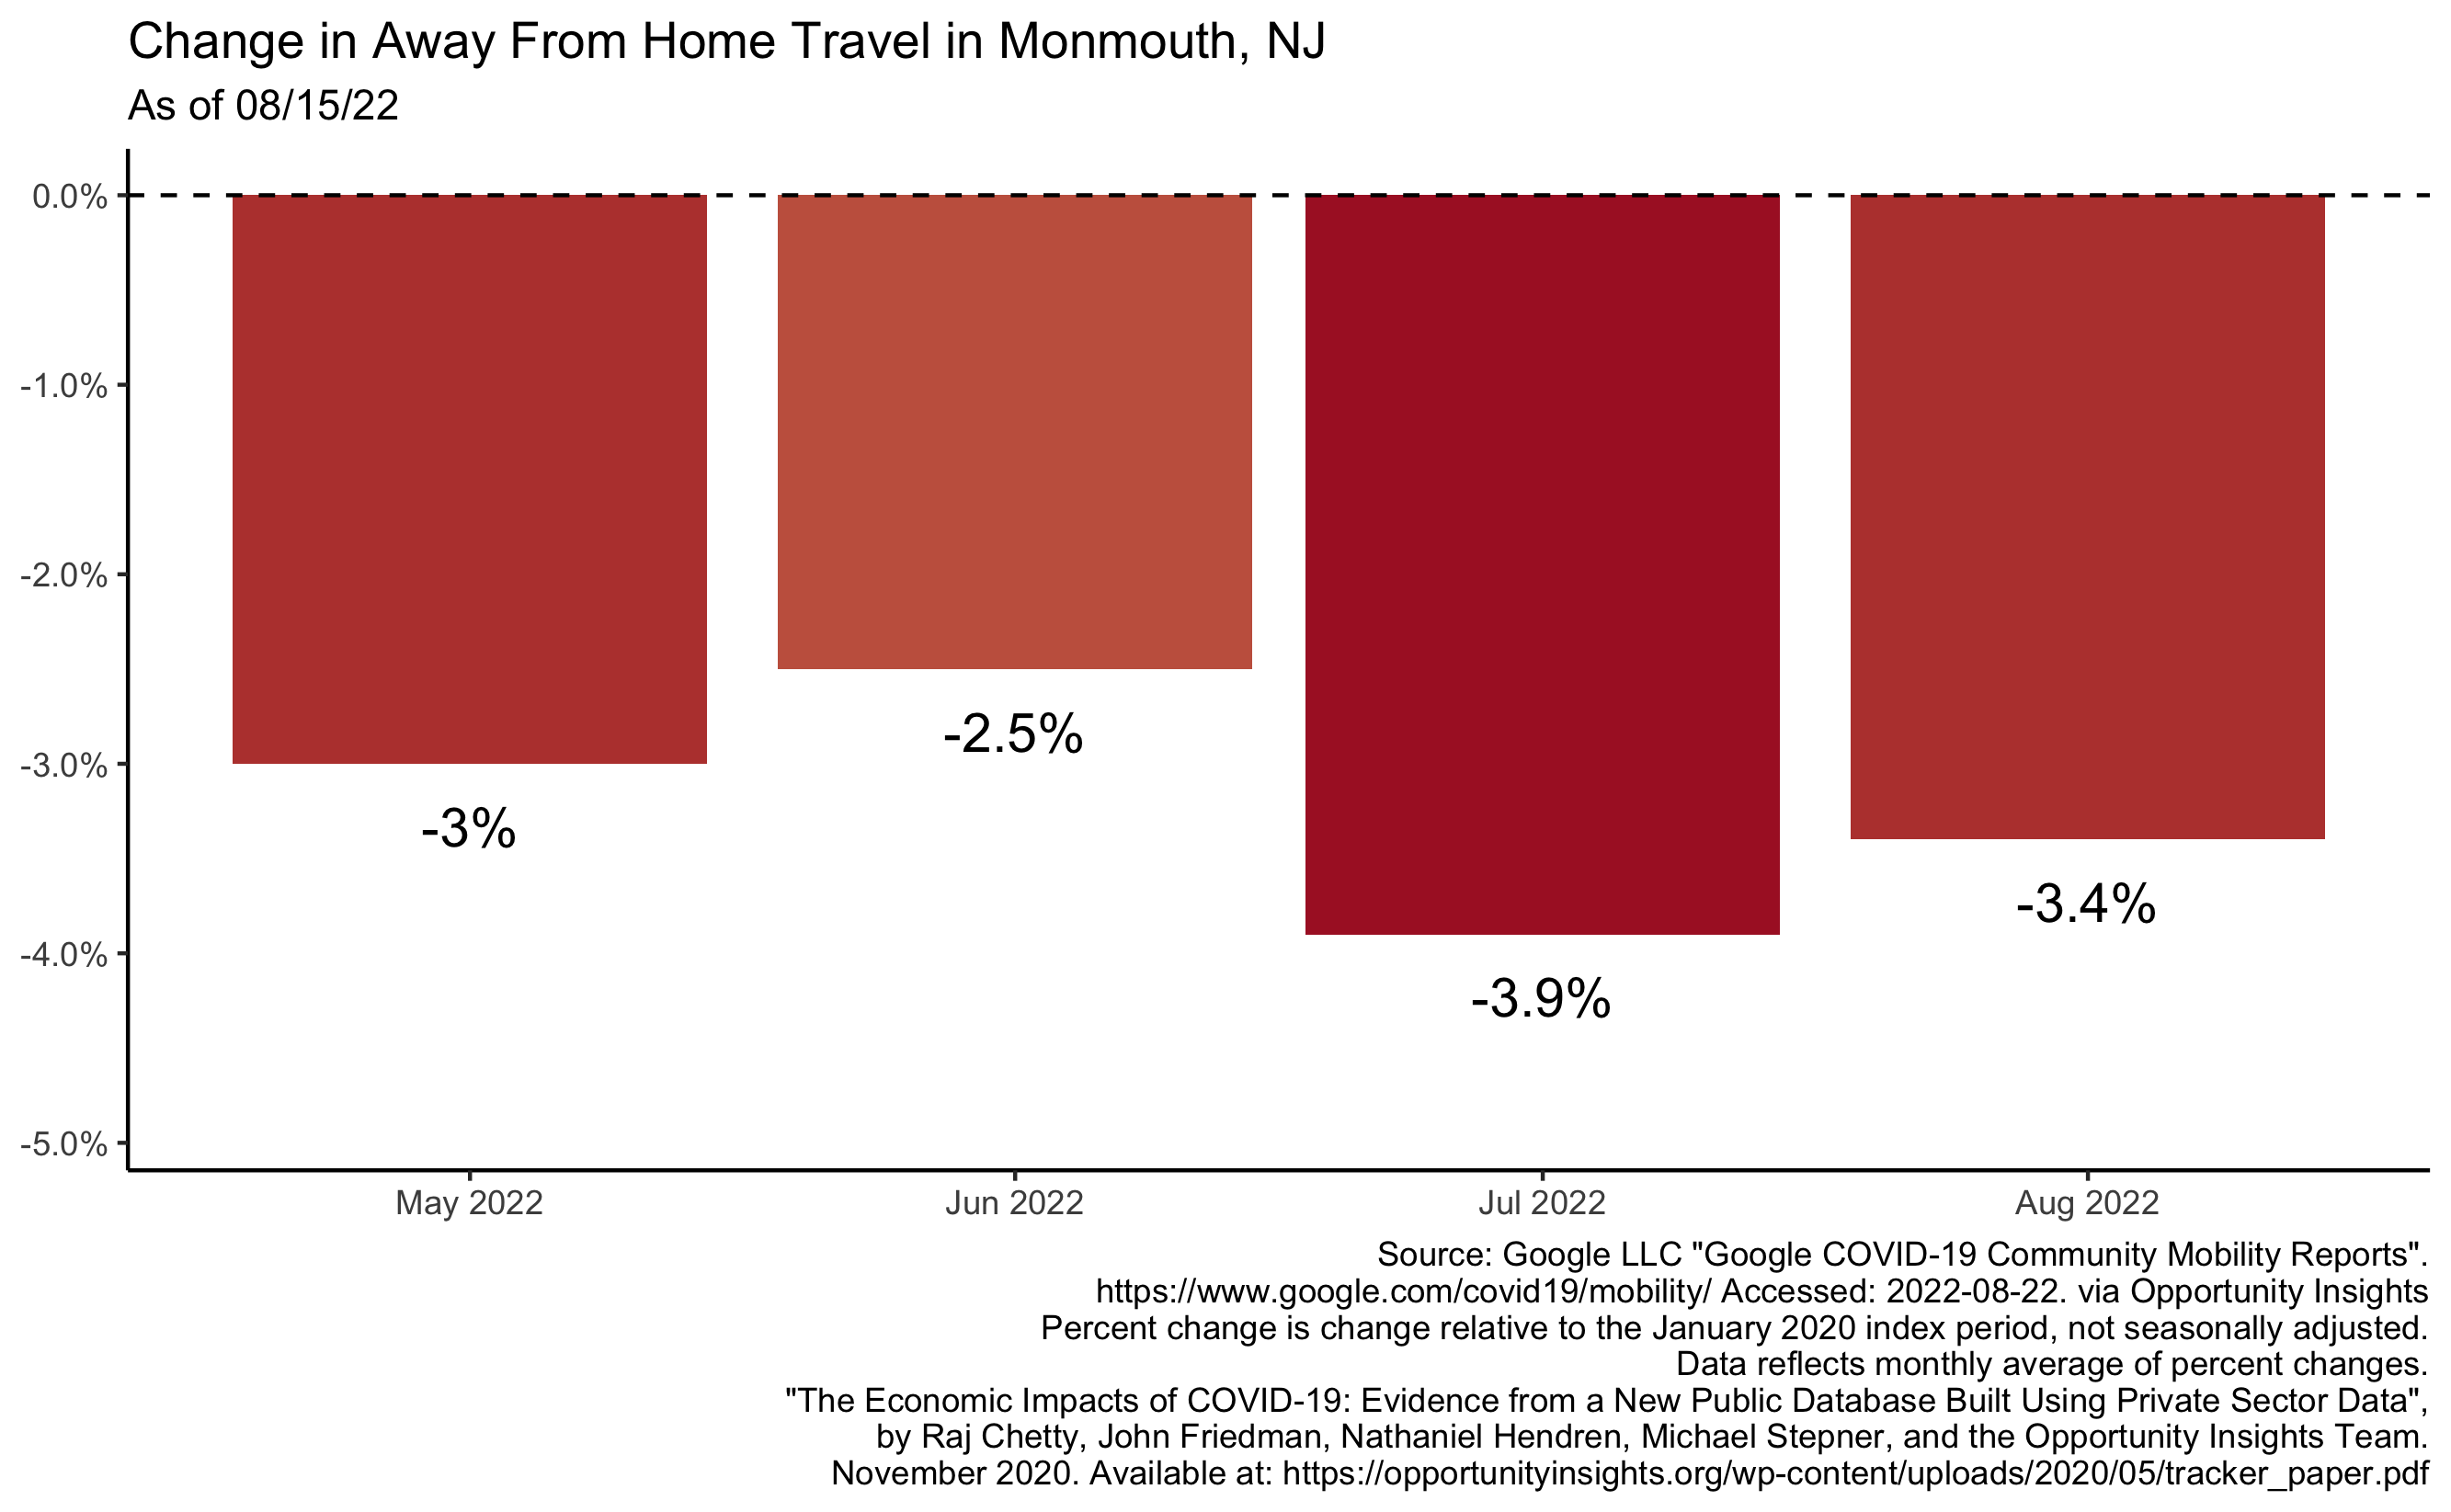 Change in Away From Home Travel in Monmouth, NJ
As of 08/15/22
0.0%
-1.0%
-2.0%
-3.0%
-4.0%
-5.0%
-3%
-2.5%
-3.9%
-3.4%
May 2022
Jun 2022
Jul 2022
Aug 2022
Source: Google LLC "Google COVID-19 Community Mobility Reports".
https://www.google.com/covid19/mobility/ Accessed: 2022-08-22. via Opportunity Insights
Percent change is change relative to the January 2020 index period, not seasonally adjusted.
Data reflects monthly average of percent changes.
"The Economic Impacts of COVID-19: Evidence from a New Public Database Built Using Private Sector Data",
by Raj Chetty, John Friedman, Nathaniel Hendren, Michael Stepner, and the Opportunity Insights Team.
November 2020. Available at: https://opportunityinsights.org/wp-content/uploads/2020/05/tracker_paper.pdf